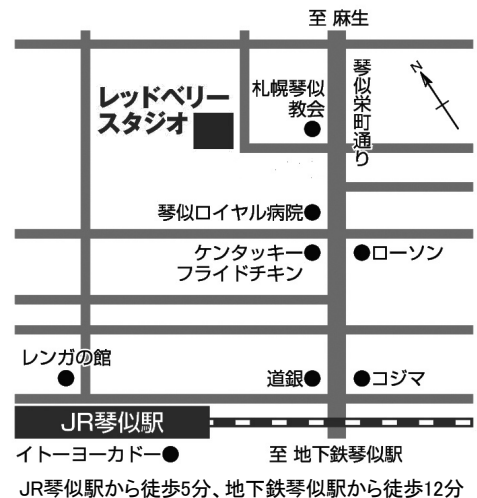 至 麻生
琴似栄町通り
N
札幌琴似
教会
レッドベリー
スタジオ
琴似ロイヤル病院
ケンタッキー
フライドチキン
ローソン
レンガの館
道銀
コジマ
JR琴似駅
イトーヨーカドー
至 地下鉄琴似駅
JR琴似駅から徒歩5分、地下鉄琴似駅から徒歩12分